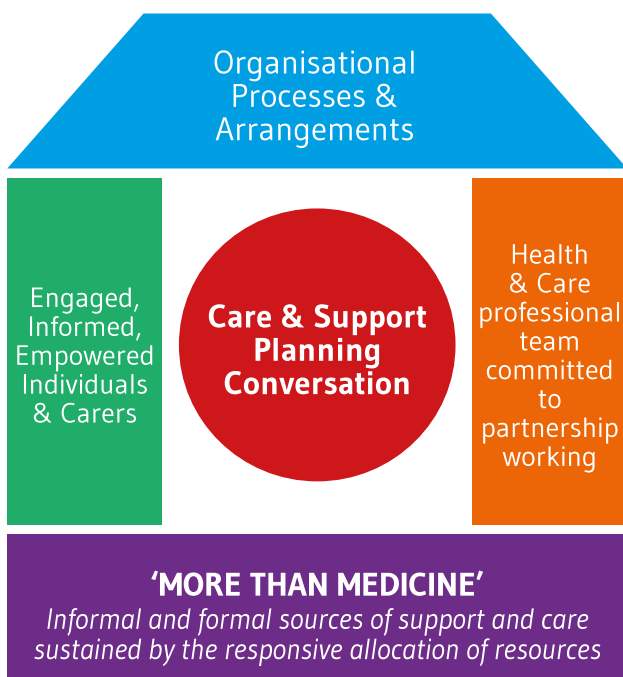 Organisational
Processes &
Arrangements
Engaged,
Informed,
Empowered
Individuals
& Carers
Care & Support
Planning
Conversation
Health
& Care
professional
team
committed
to
partnership
working
‘MORE THAN MEDICINE’
Informal and formal sources of support and care
sustained by the responsive allocation of resources